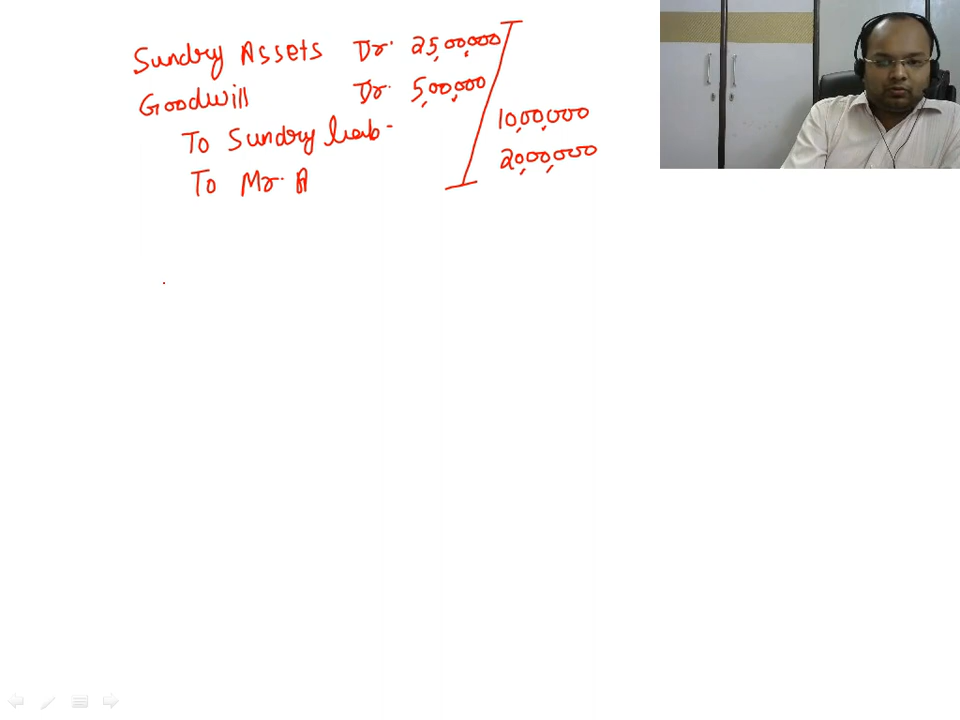 Sundry Assets Dr. 25,00,000
Goodwill Dr. 5,00,000
To Sundry liab - 10,00,000
To Mr. A 20,00,000